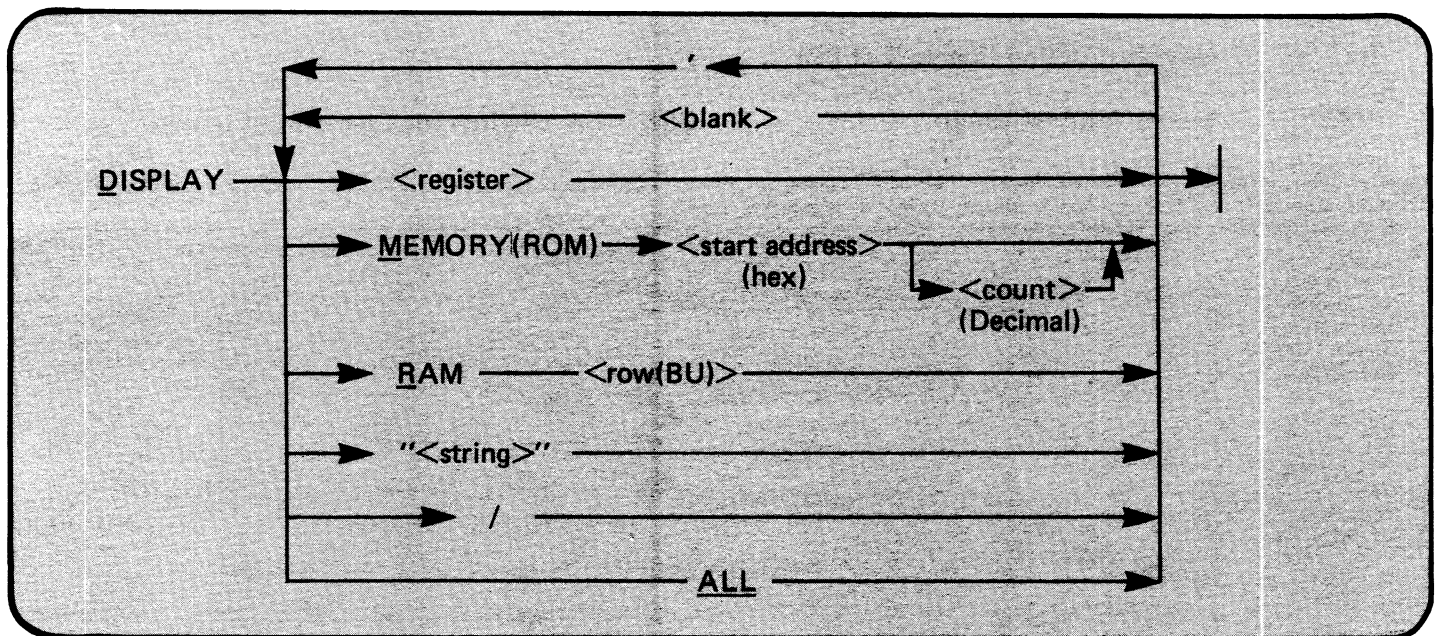 ,
<blank>
DISPLAY <register>
MEMORY(ROM) <start address>
(hex)
<count>
(Decimal)
RAM <row(BU)>
"<string>"
/
ALL